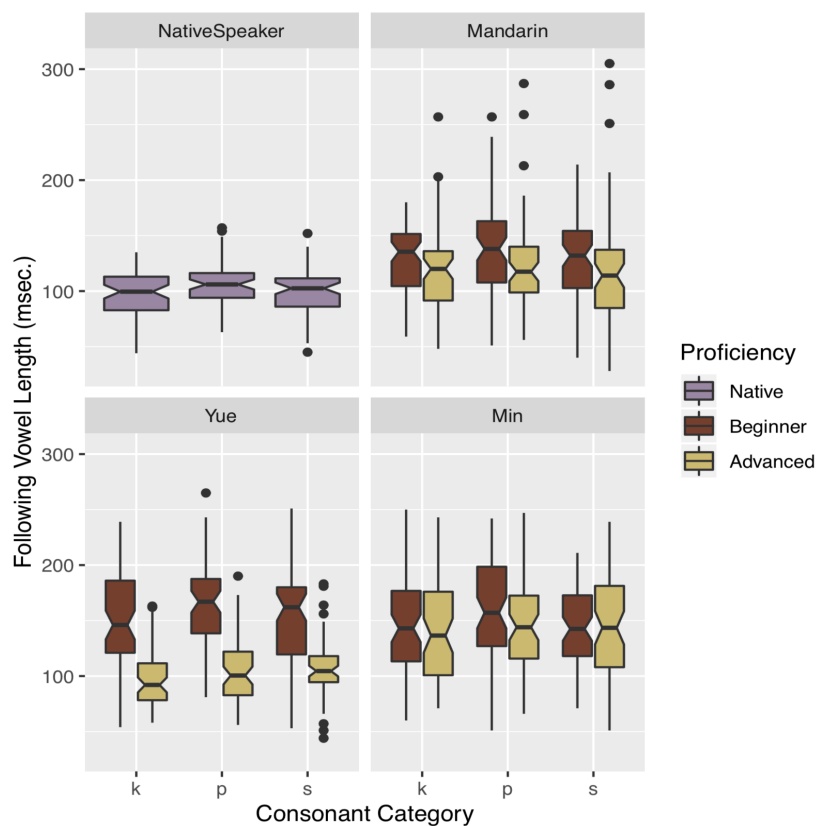 NativeSpeaker
Mandarin
300
200
100
Yue
Min
300
200
100
k
p
s
k
p
s
Consonant Category
Following Vowel Length (msec.)
Proficiency
Native
Beginner
Advanced